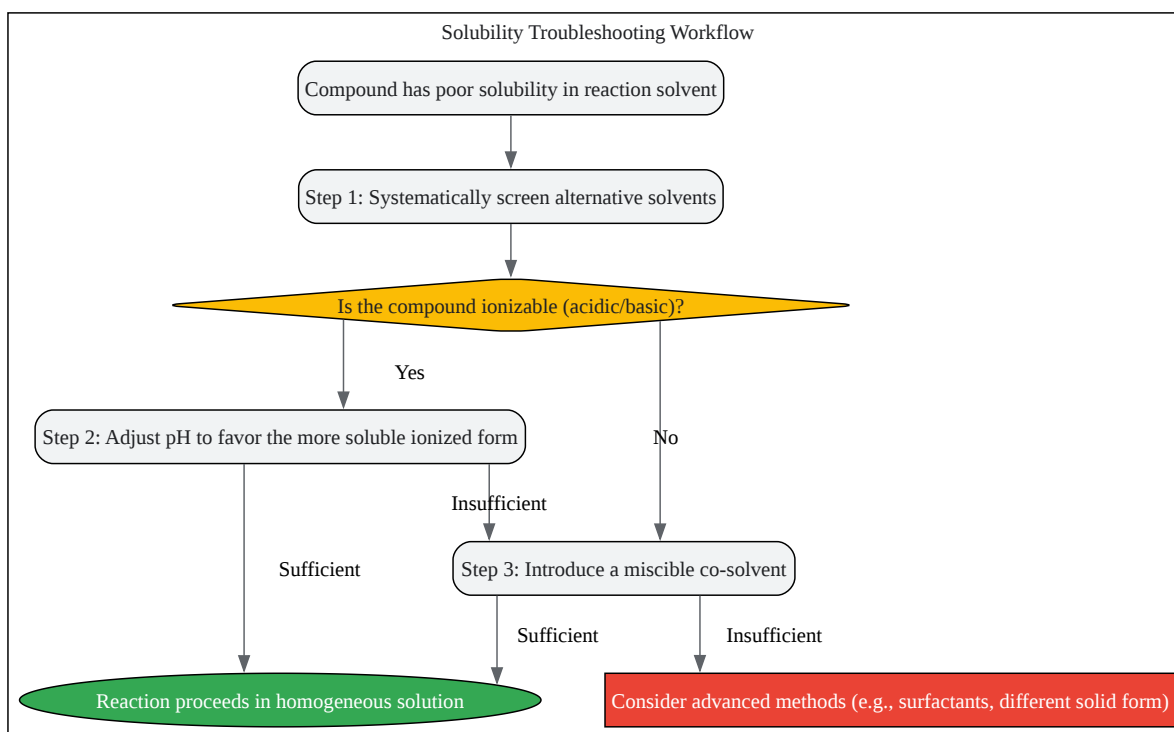 Solubility Troubleshooting Workflow
Compound has poor solubility in reaction solvent
Step 1: Systematically screen alternative solvents
Is the compound ionizable (acidic/basic)?
Yes
Step 2: Adjust pH to favor the more soluble ionized form
No
Insufficient
Sufficient
Step 3: Introduce a miscible co-solvent
Sufficient
Insufficient
Reaction proceeds in homogeneous solution
Consider advanced methods (e.g., surfactants, different solid form)